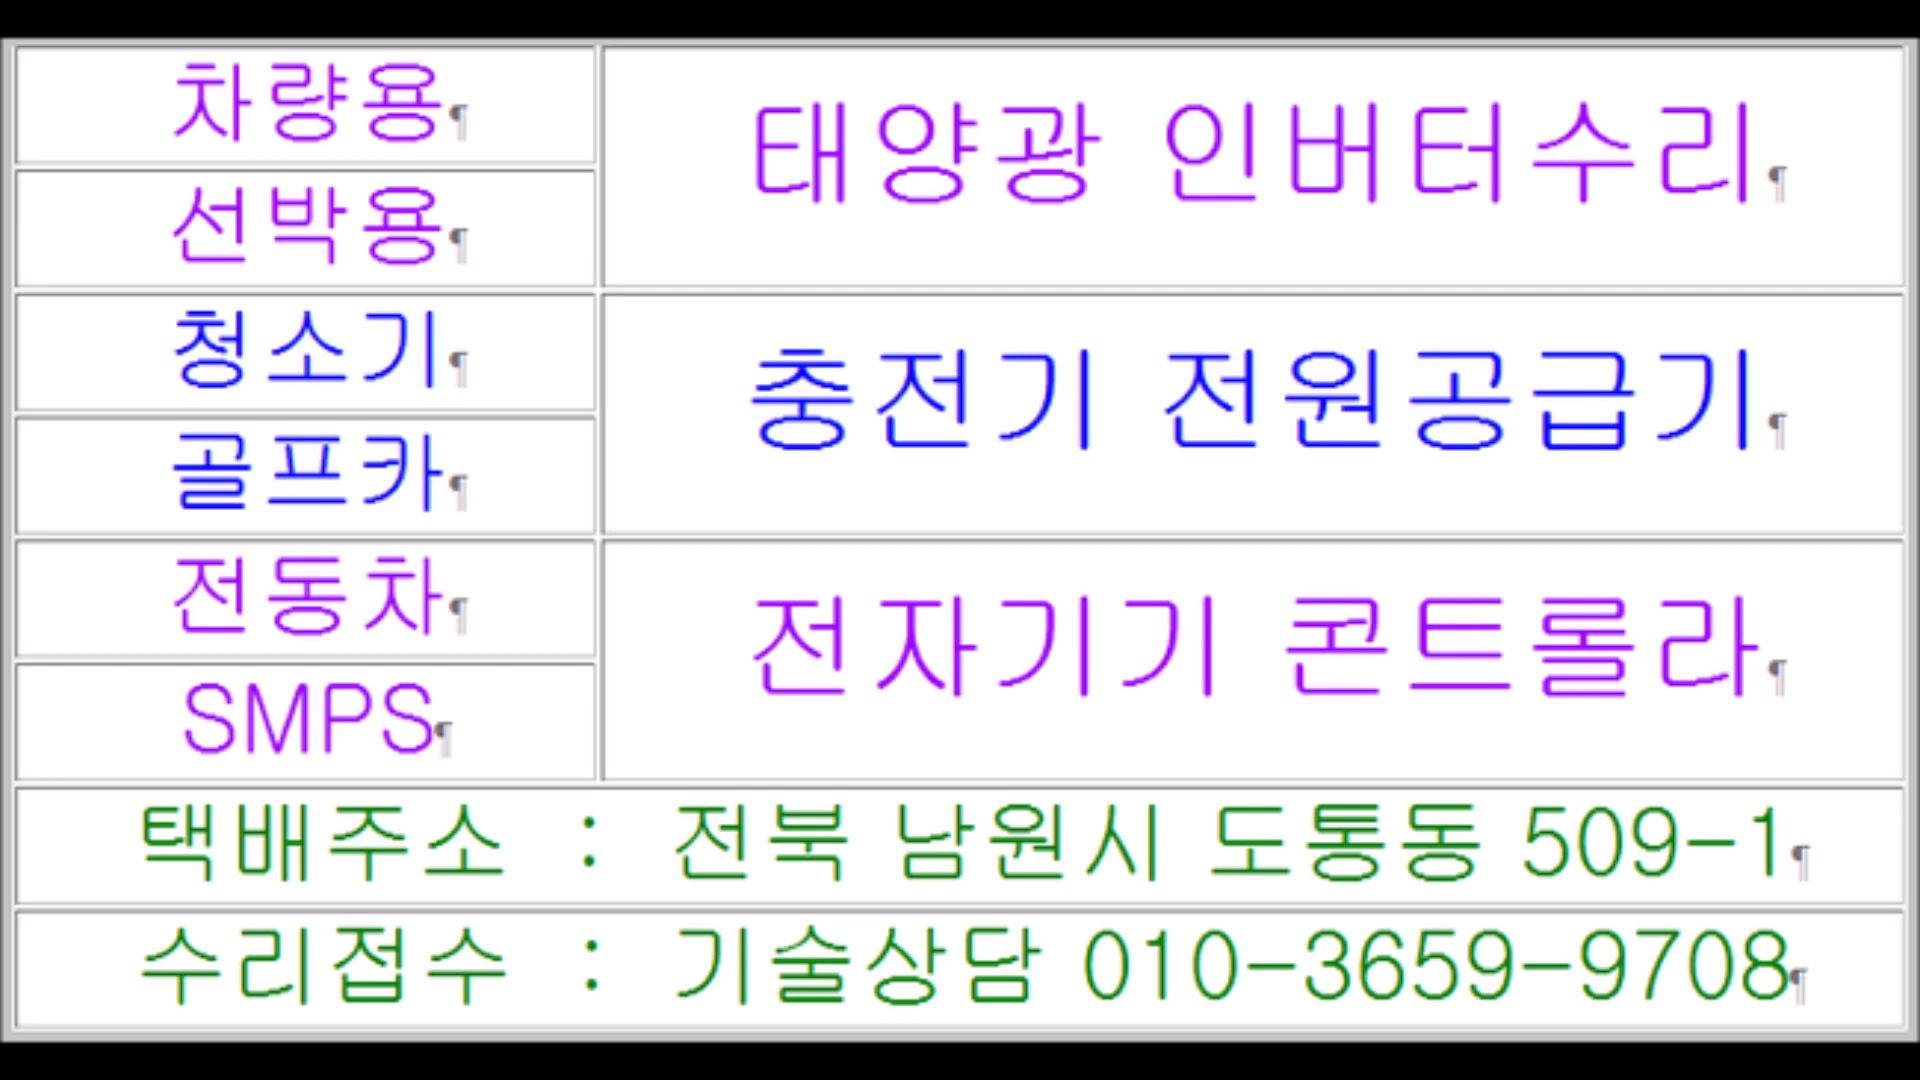 차량용
선박용
태양광 인버터수리
청소기
골프카
충전기 전원공급기
전동차
SMPS
전자기기 콘트롤라
택배주소 : 전북 남원시 도통동 509-1
수리접수 : 기술상담 010-3659-9708